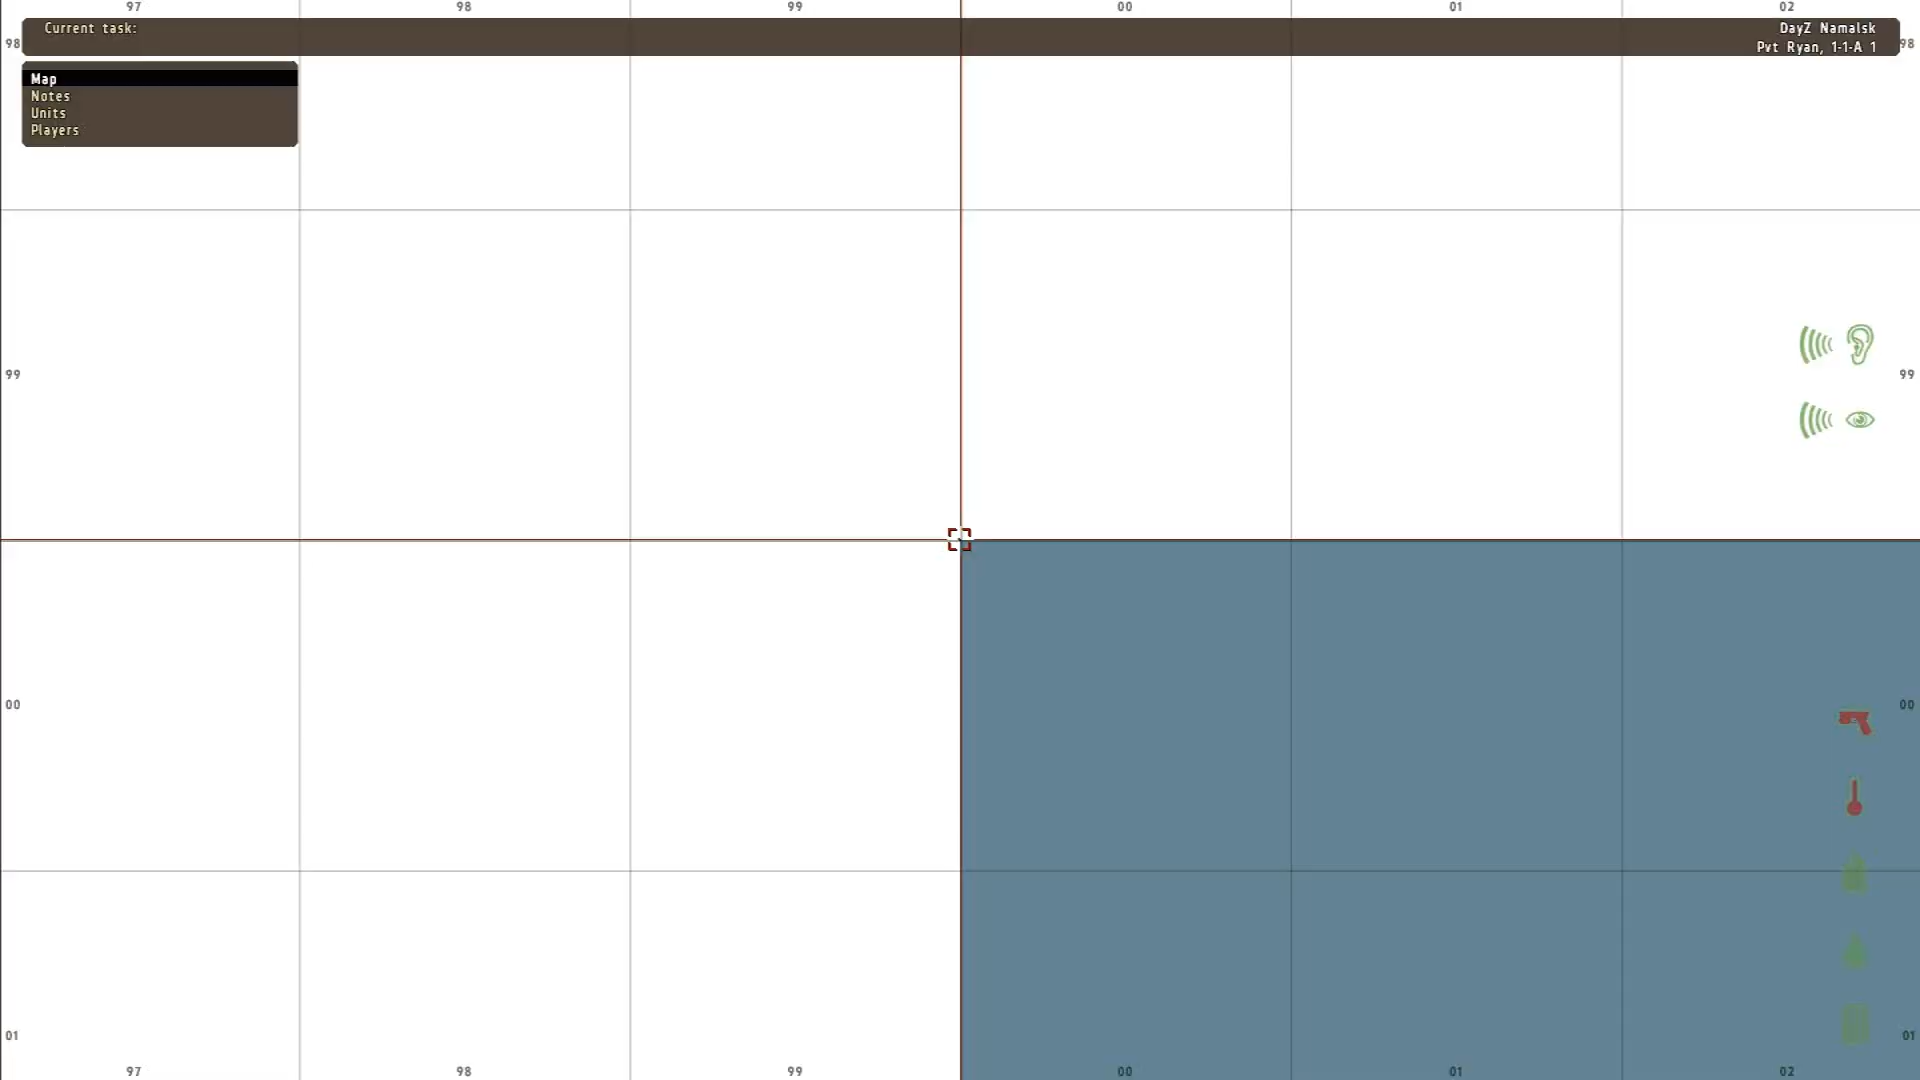 97 98 99 00 01 02
Current task:
DayZ Namalsk
98 98
Pvt Ryan, 1-1-A 1
Map
Notes
Units
Players
99 99
00 00
01 01
97 98 99 00 01 02